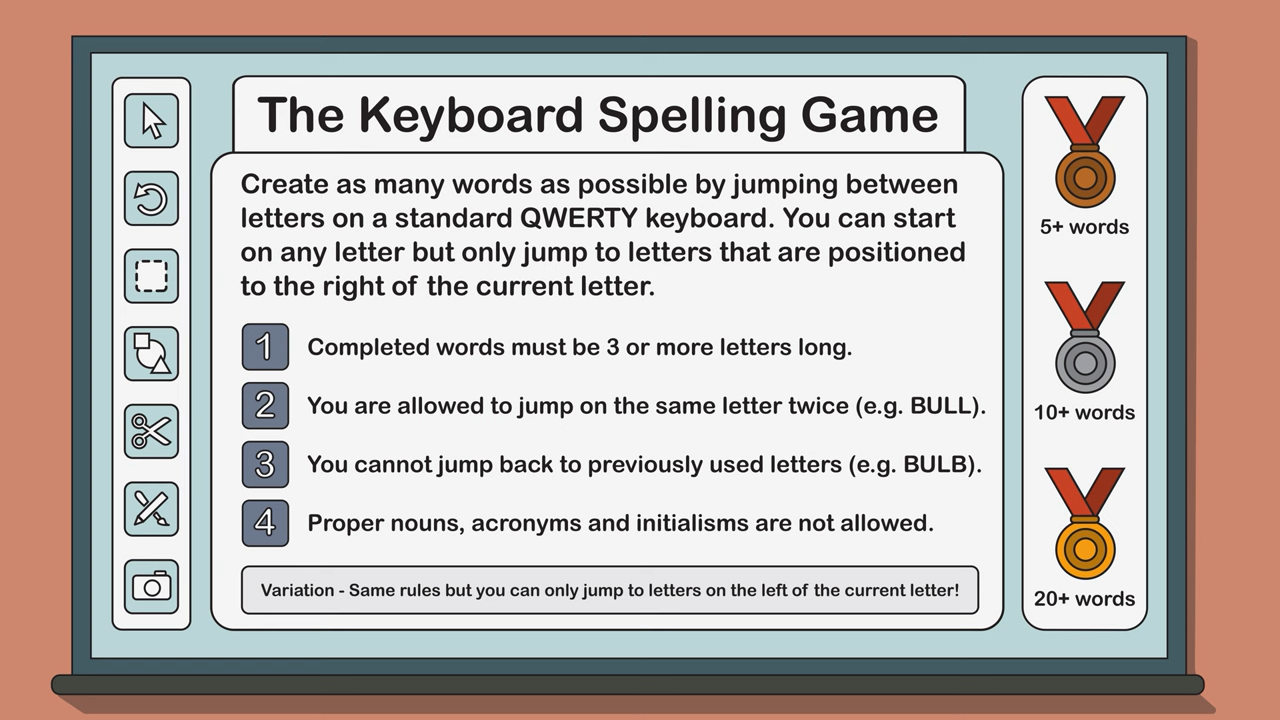 The Keyboard Spelling Game
Create as many words as possible by jumping between
letters on a standard QWERTY keyboard. You can start
on any letter but only jump to letters that are positioned
to the right of the current letter.
1 Completed words must be 3 or more letters long.
2 You are allowed to jump on the same letter twice (e.g. BULL).
3 You cannot jump back to previously used letters (e.g. BULB).
4 Proper nouns, acronyms and initialisms are not allowed.
Variation - Same rules but you can only jump to letters on the left of the current letter!
5+ words
10+ words
20+ words